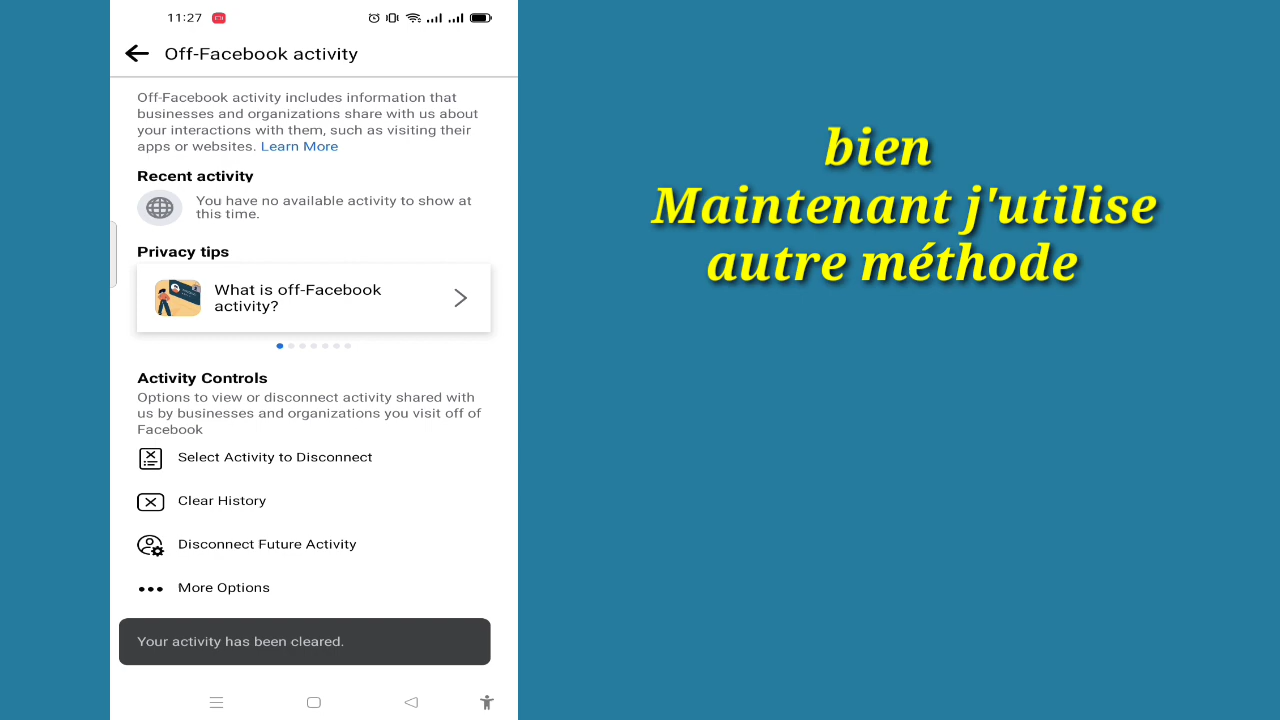 11:27
Off-Facebook activity
Off-Facebook activity includes information that
businesses and organizations share with us about
your interactions with them, such as visiting their
apps or websites. Learn More
Recent activity
You have no available activity to show at
this time.
Privacy tips
What is off-Facebook
activity?
Activity Controls
Options to view or disconnect activity shared with
us by businesses and organizations you visit off of
Facebook
Select Activity to Disconnect
Clear History
Disconnect Future Activity
More Options
Your activity has been cleared.
bien
Maintenant j'utilise
autre méthode